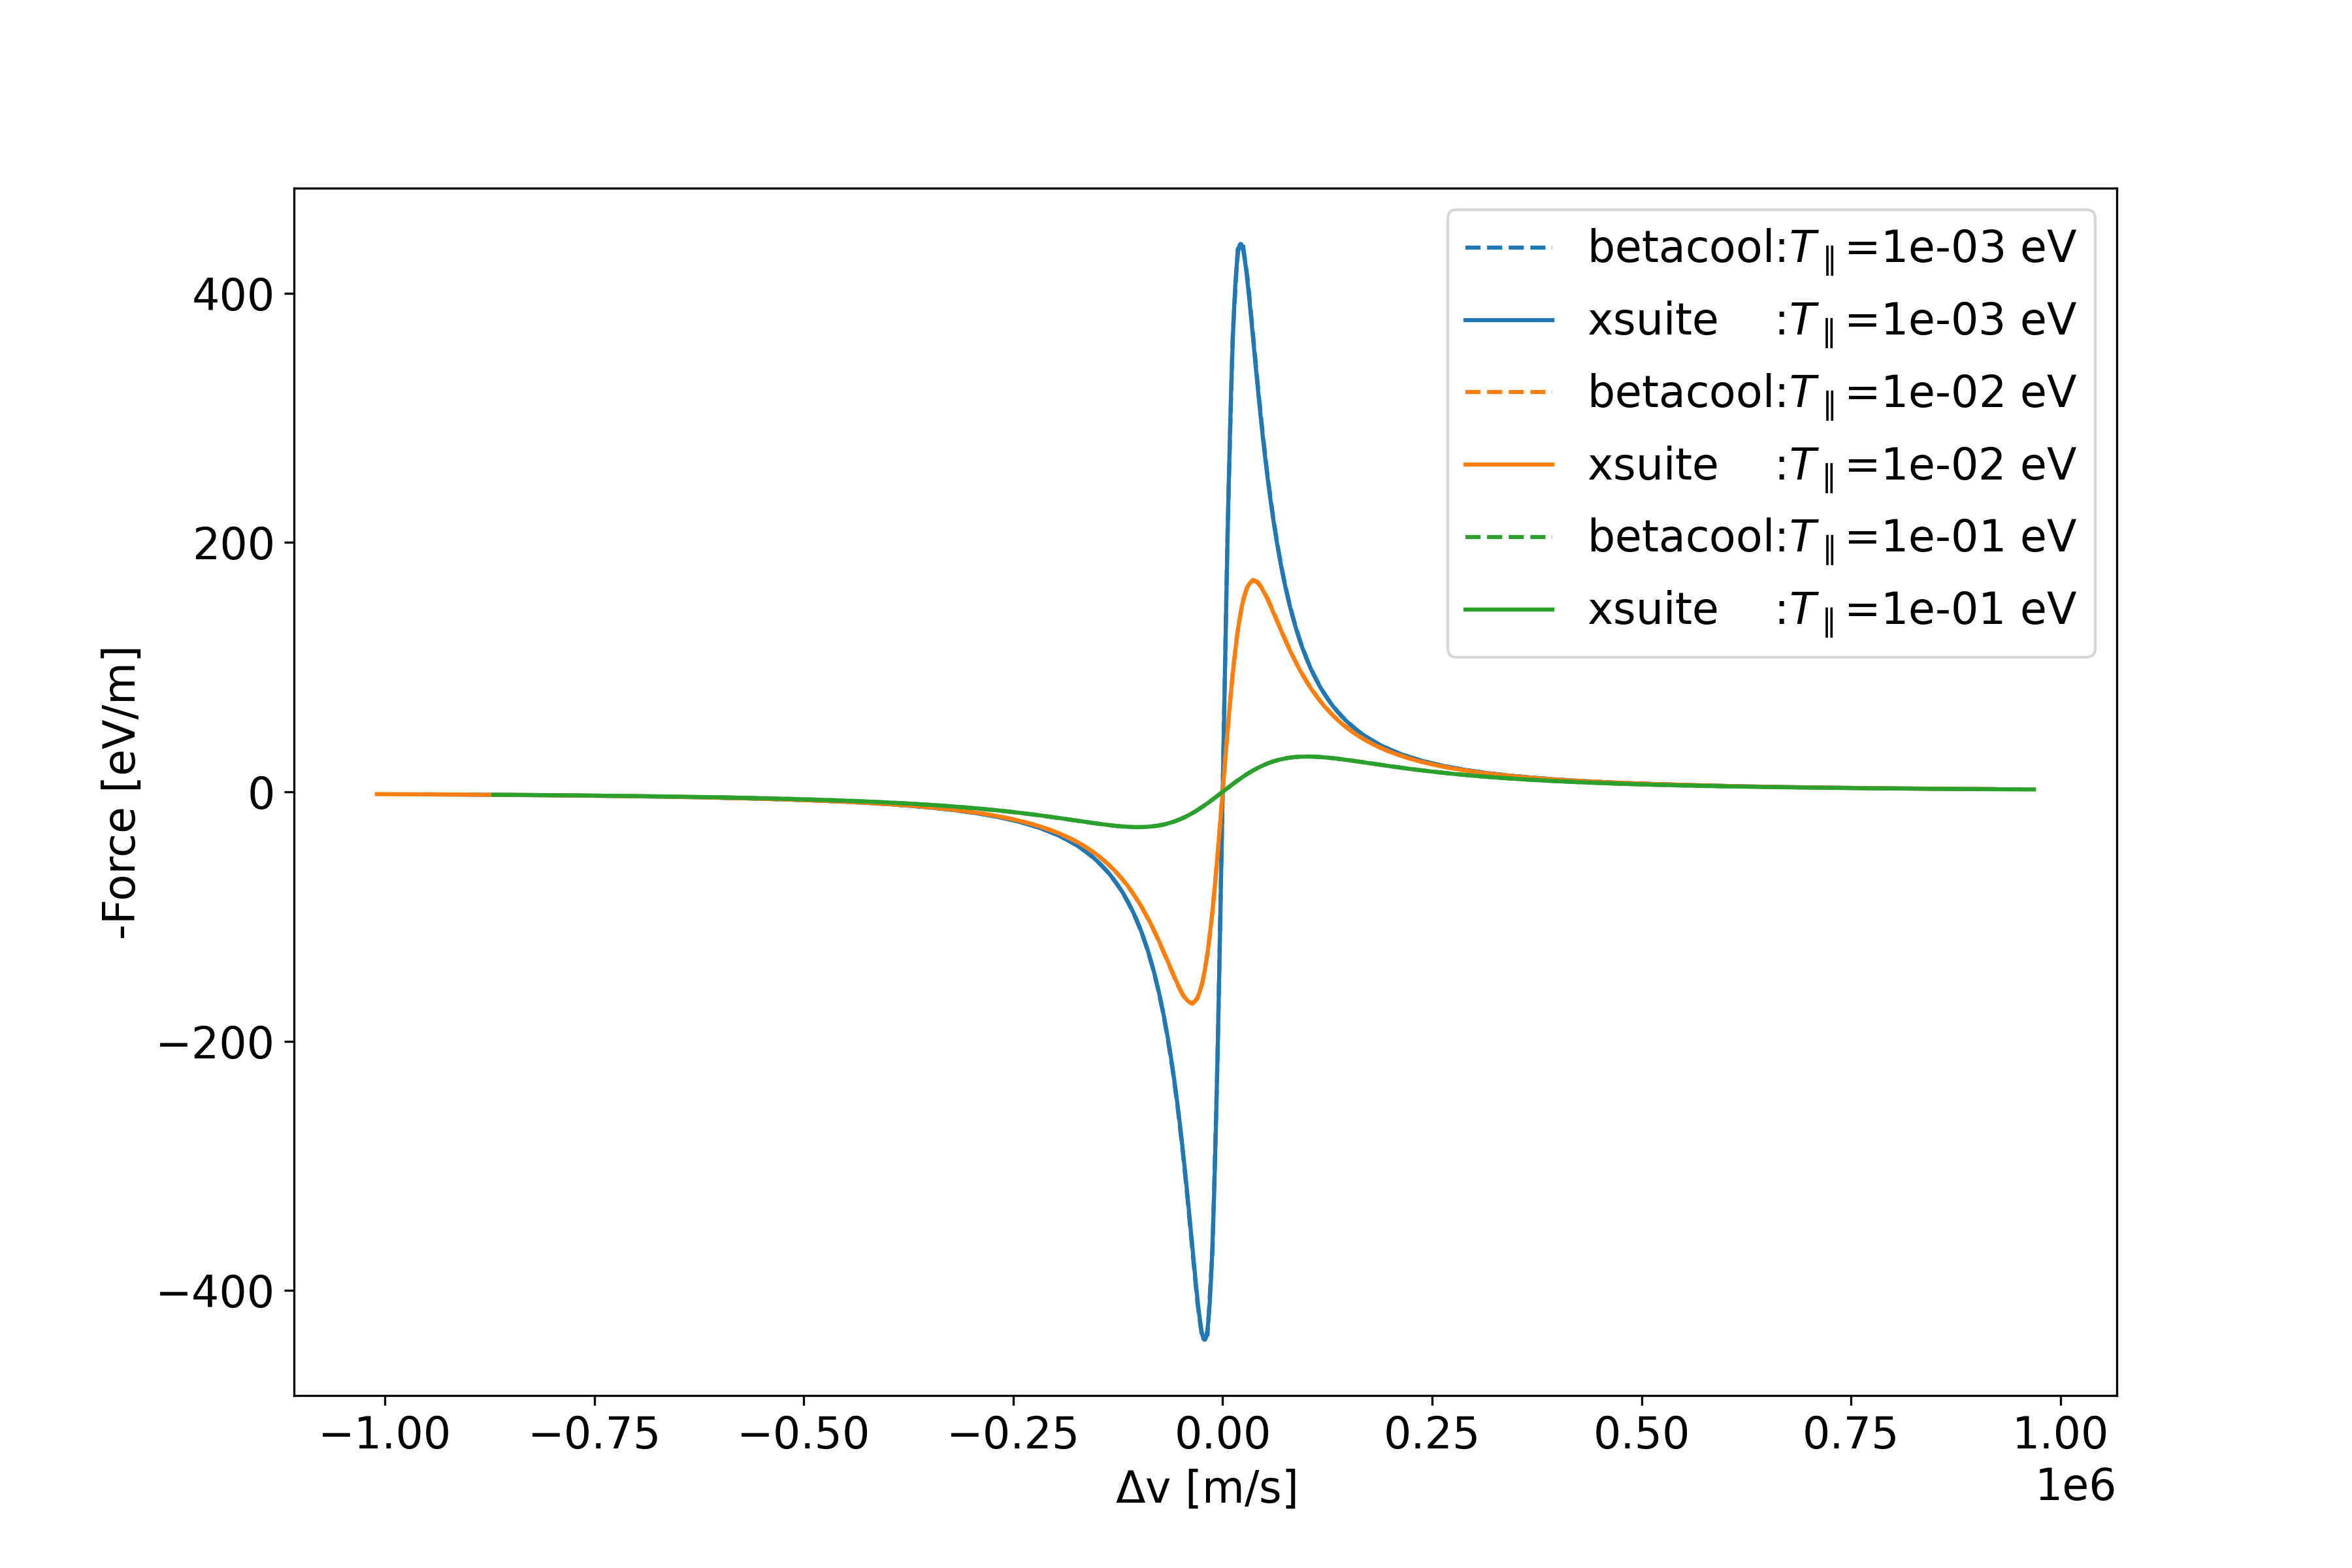 betacool:T∥=1e-03 eV
xsuite    :T∥=1e-03 eV
betacool:T∥=1e-02 eV
xsuite    :T∥=1e-02 eV
betacool:T∥=1e-01 eV
xsuite    :T∥=1e-01 eV
-Force [eV/m]
400
200
0
−200
−400
−1.00 −0.75 −0.50 −0.25 0.00 0.25 0.50 0.75 1.00
1e6
Δv [m/s]